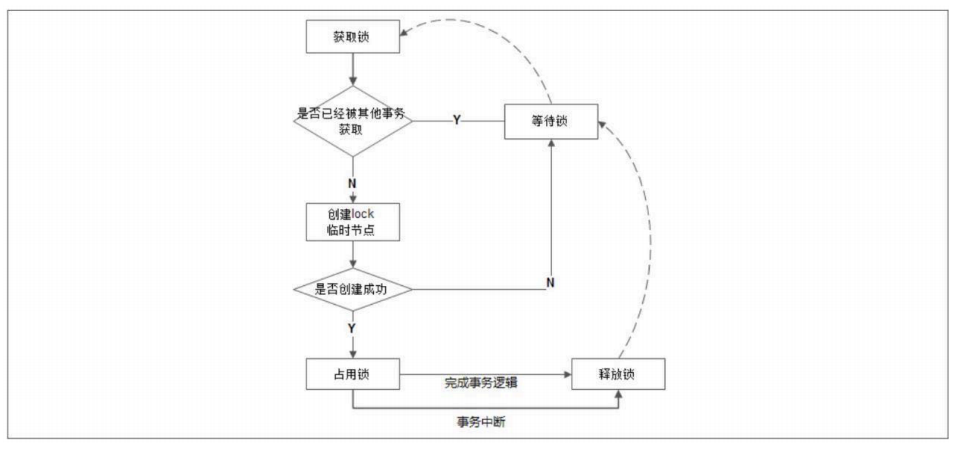 获取锁
是否已经被其他事务
获取
Y
等待锁
N
创建lock
临时节点
是否创建成功
N
Y
占用锁
完成事务逻辑
释放锁
事务中断